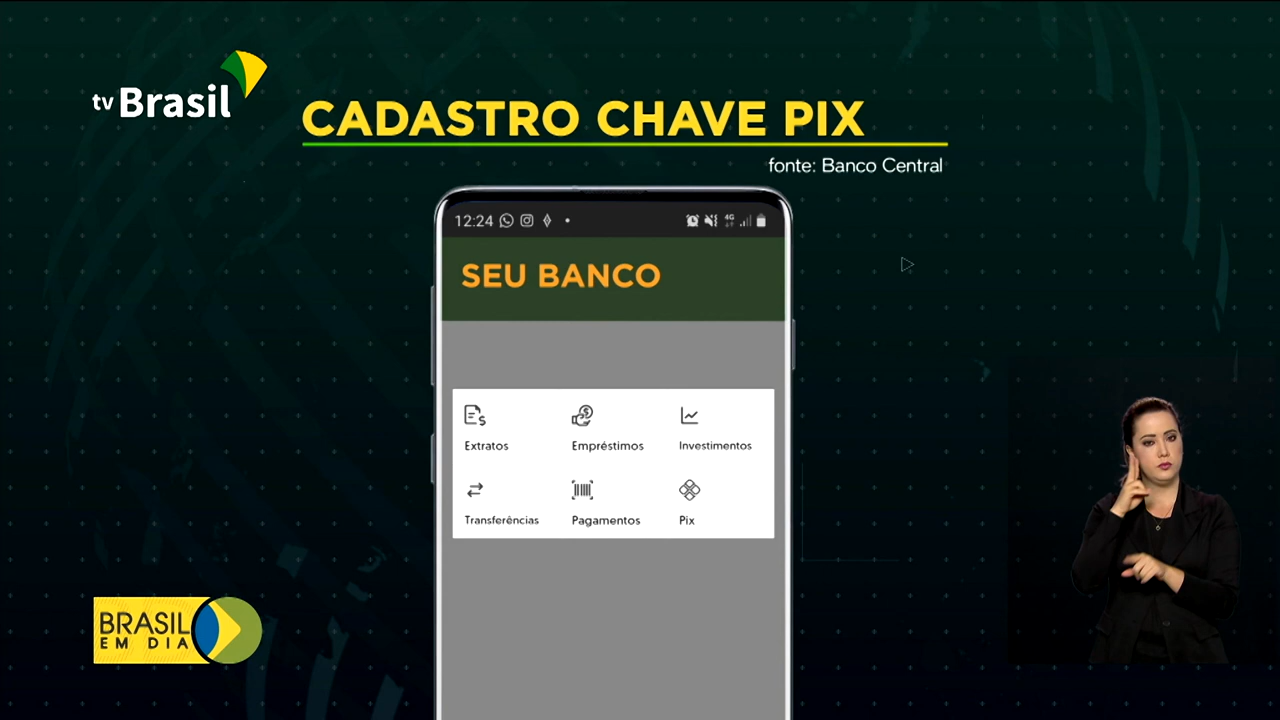 tv Brasil
CADASTRO CHAVE PIX
fonte: Banco Central
12:24
4G
SEU BANCO
Extratos
Empréstimos
Investimentos
Transferências
Pagamentos
Pix
BRASIL
EM DIA